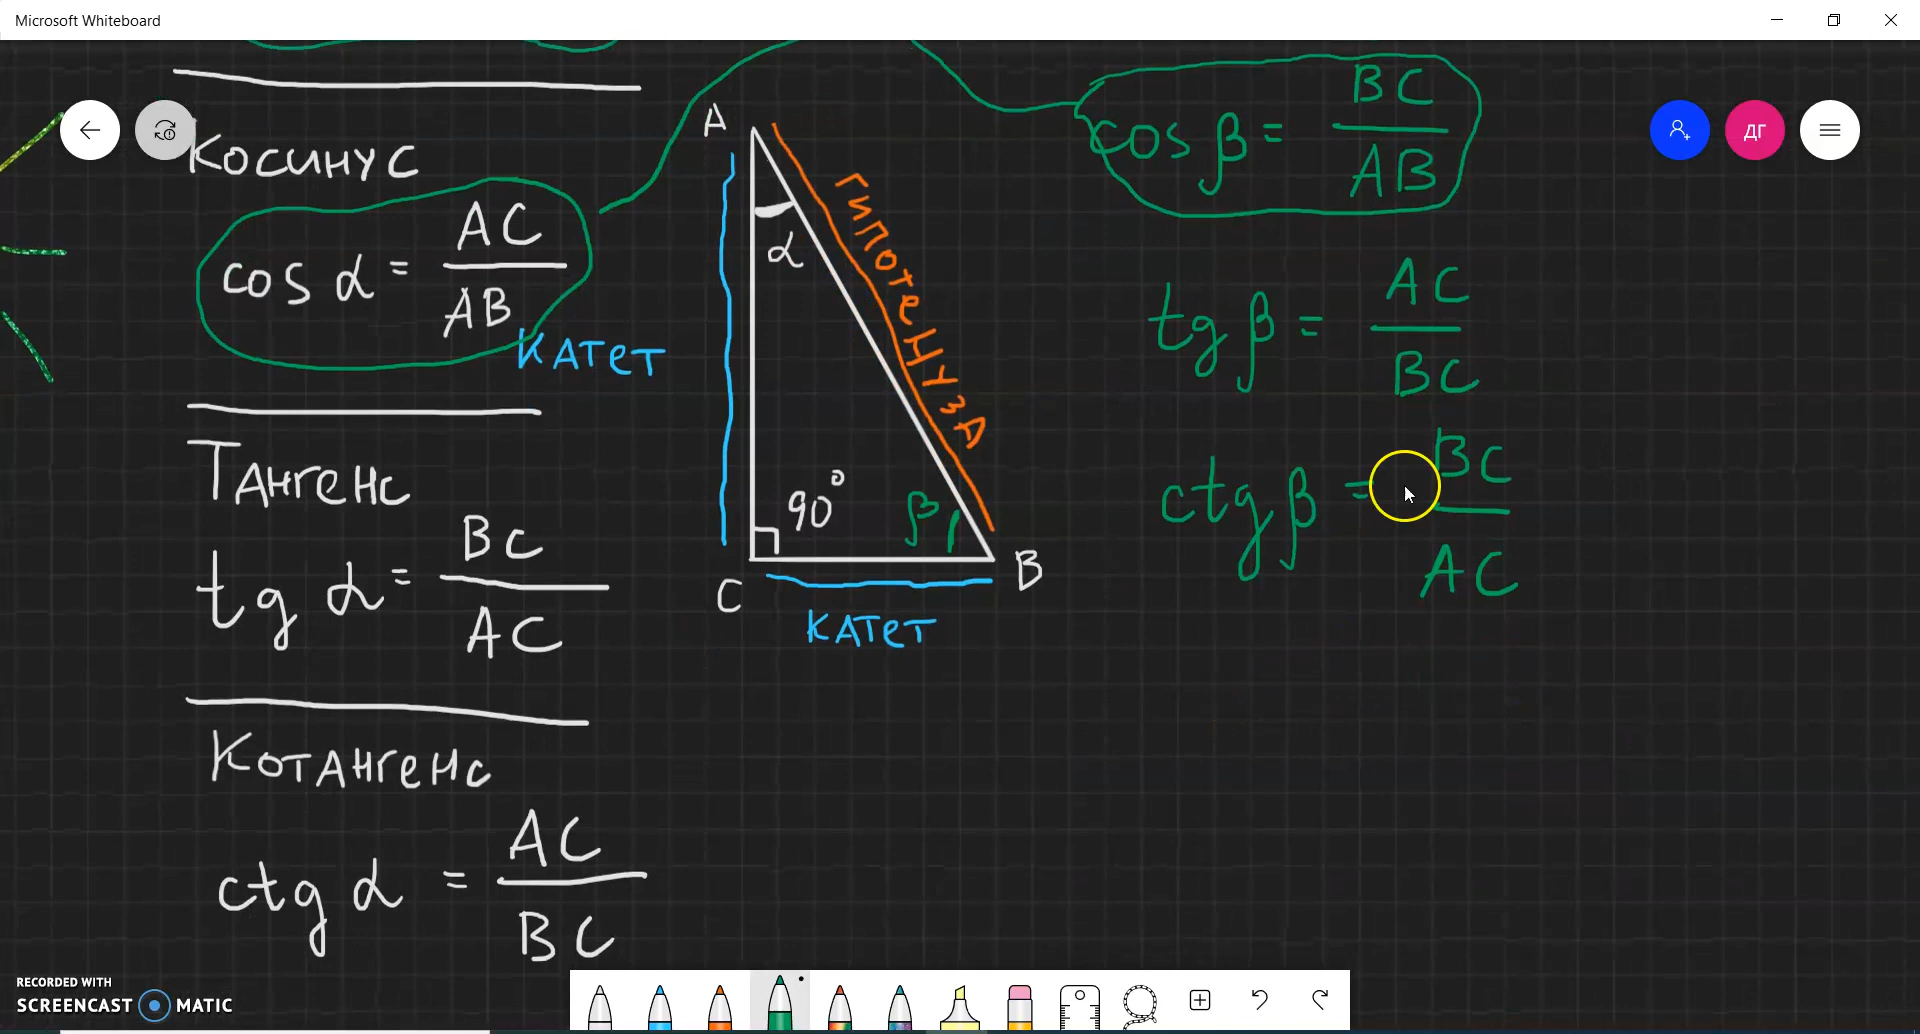 Microsoft Whiteboard
ДГ
Косинус
cos α = AC
AB
Катет
Тангенс
tg α = BC
AC
Котангенс
ctg α = AC
BC
A
α
Гипотенуза
90°
β
C
B
Катет
cos β = BC
AB
tg β = AC
BC
ctg β = BC
AC
RECORDED WITH
SCREENCAST MATIC